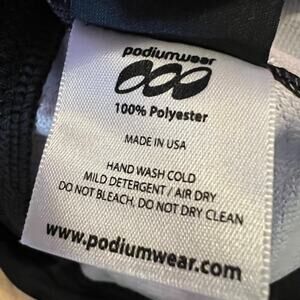 podiumwear
100% Polyester
MADE IN USA
HAND WASH COLD
MILD DETERGENT / AIR DRY
DO NOT BLEACH, DO NOT DRY CLEAN
www.podiumwear.com